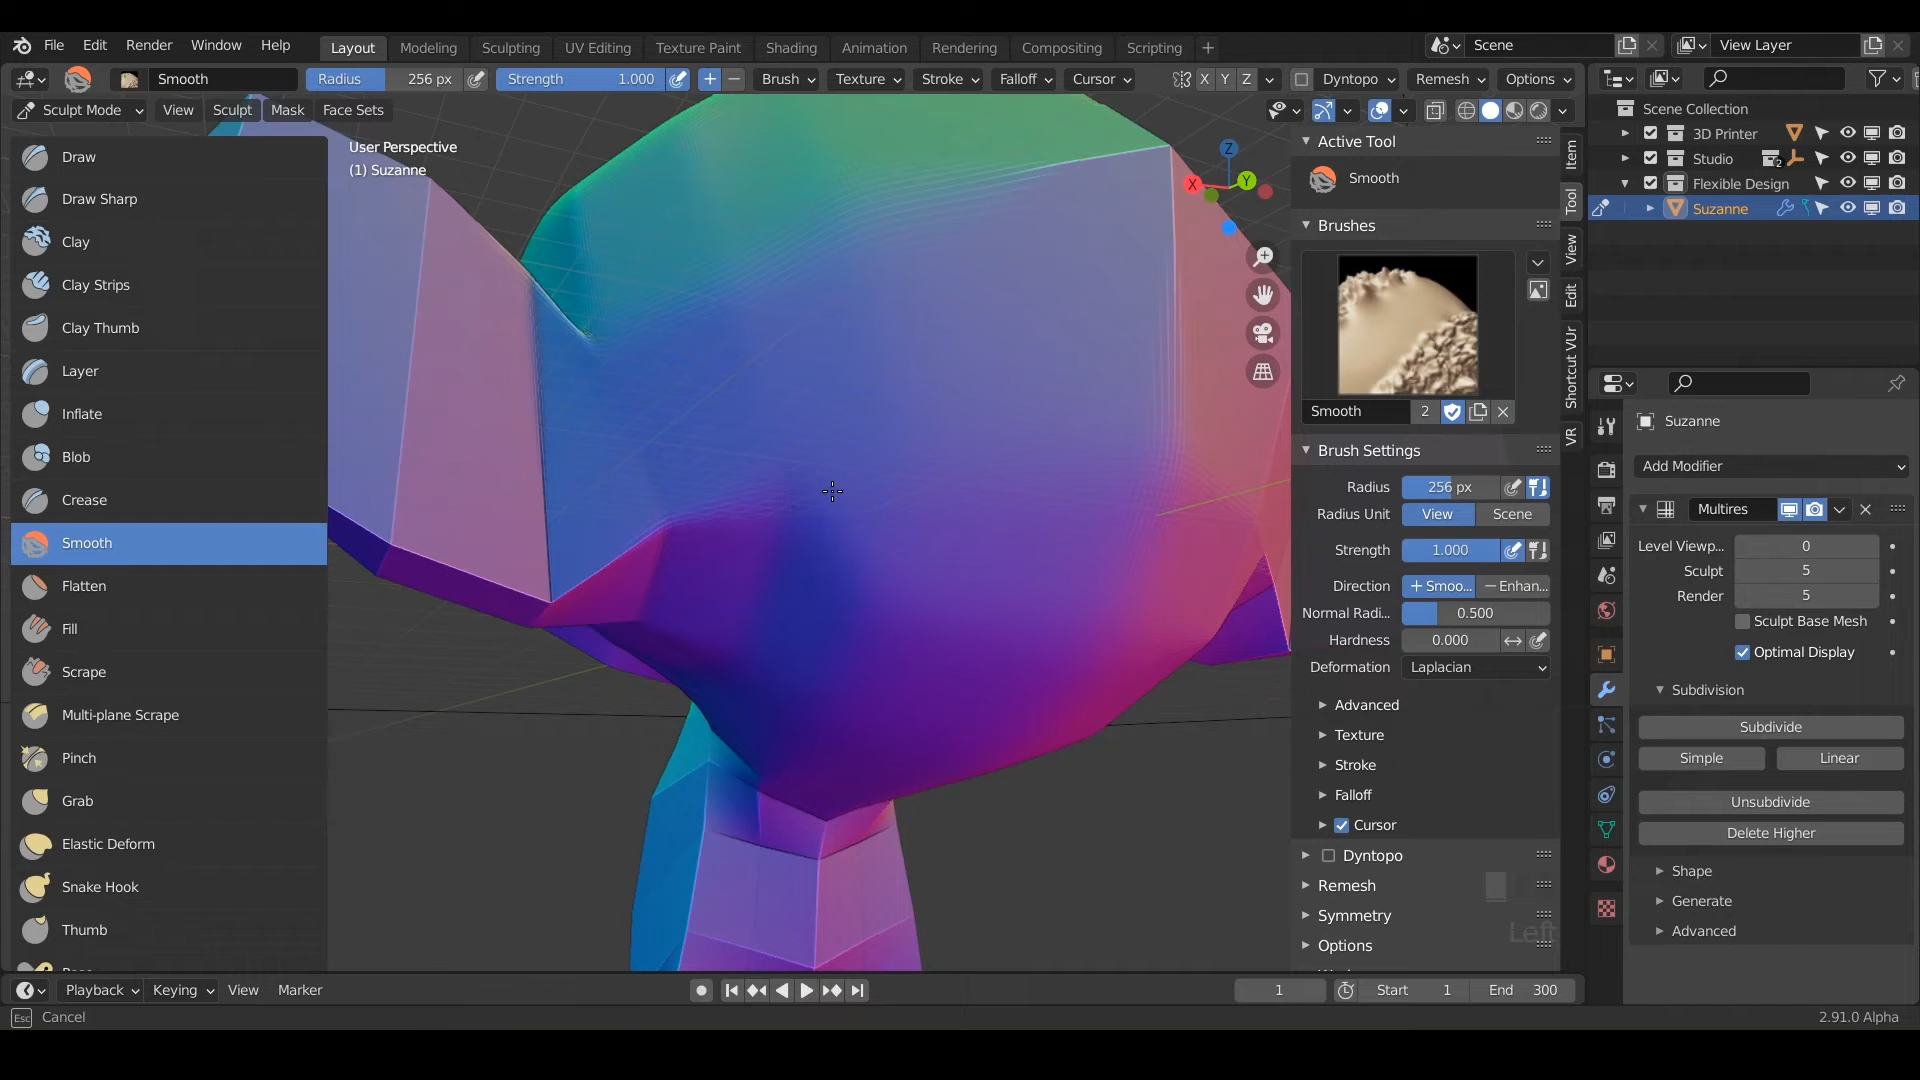 File Edit Render Window Help Layout Modeling Sculpting UV Editing Texture Paint Shading Animation Rendering Compositing Scripting + Scene View Layer
Smooth Radius 256 px Strength 1.000 Brush Texture Stroke Falloff Cursor X Y Z Dyntopo Remesh Options
Sculpt Mode View Sculpt Mask Face Sets
Draw
Draw Sharp
Clay
Clay Strips
Clay Thumb
Layer
Inflate
Blob
Crease
Smooth
Flatten
Fill
Scrape
Multi-plane Scrape
Pinch
Grab
Elastic Deform
Snake Hook
Thumb
User Perspective
(1) Suzanne
Z
X
Y
Active Tool
Smooth
Brushes
Smooth 2
Brush Settings
Radius 256 px
Radius Unit View Scene
Strength 1.000
Direction + Smoo... − Enhan...
Normal Radi... 0.500
Hardness 0.000
Deformation Laplacian
Advanced
Texture
Stroke
Falloff
Cursor
Dyntopo
Remesh
Symmetry
Options
Left
Item
Tool
View
Edit
Shortcut VUr
VR
Scene Collection
3D Printer
Studio 2
Flexible Design
Suzanne
Suzanne
Add Modifier
Multires
Level Viewp... 0
Sculpt 5
Render 5
Sculpt Base Mesh
Optimal Display
Subdivision
Subdivide
Simple Linear
Unsubdivide
Delete Higher
Shape
Generate
Advanced
Playback Keying View Marker 1 Start 1 End 300
Esc Cancel 2.91.0 Alpha